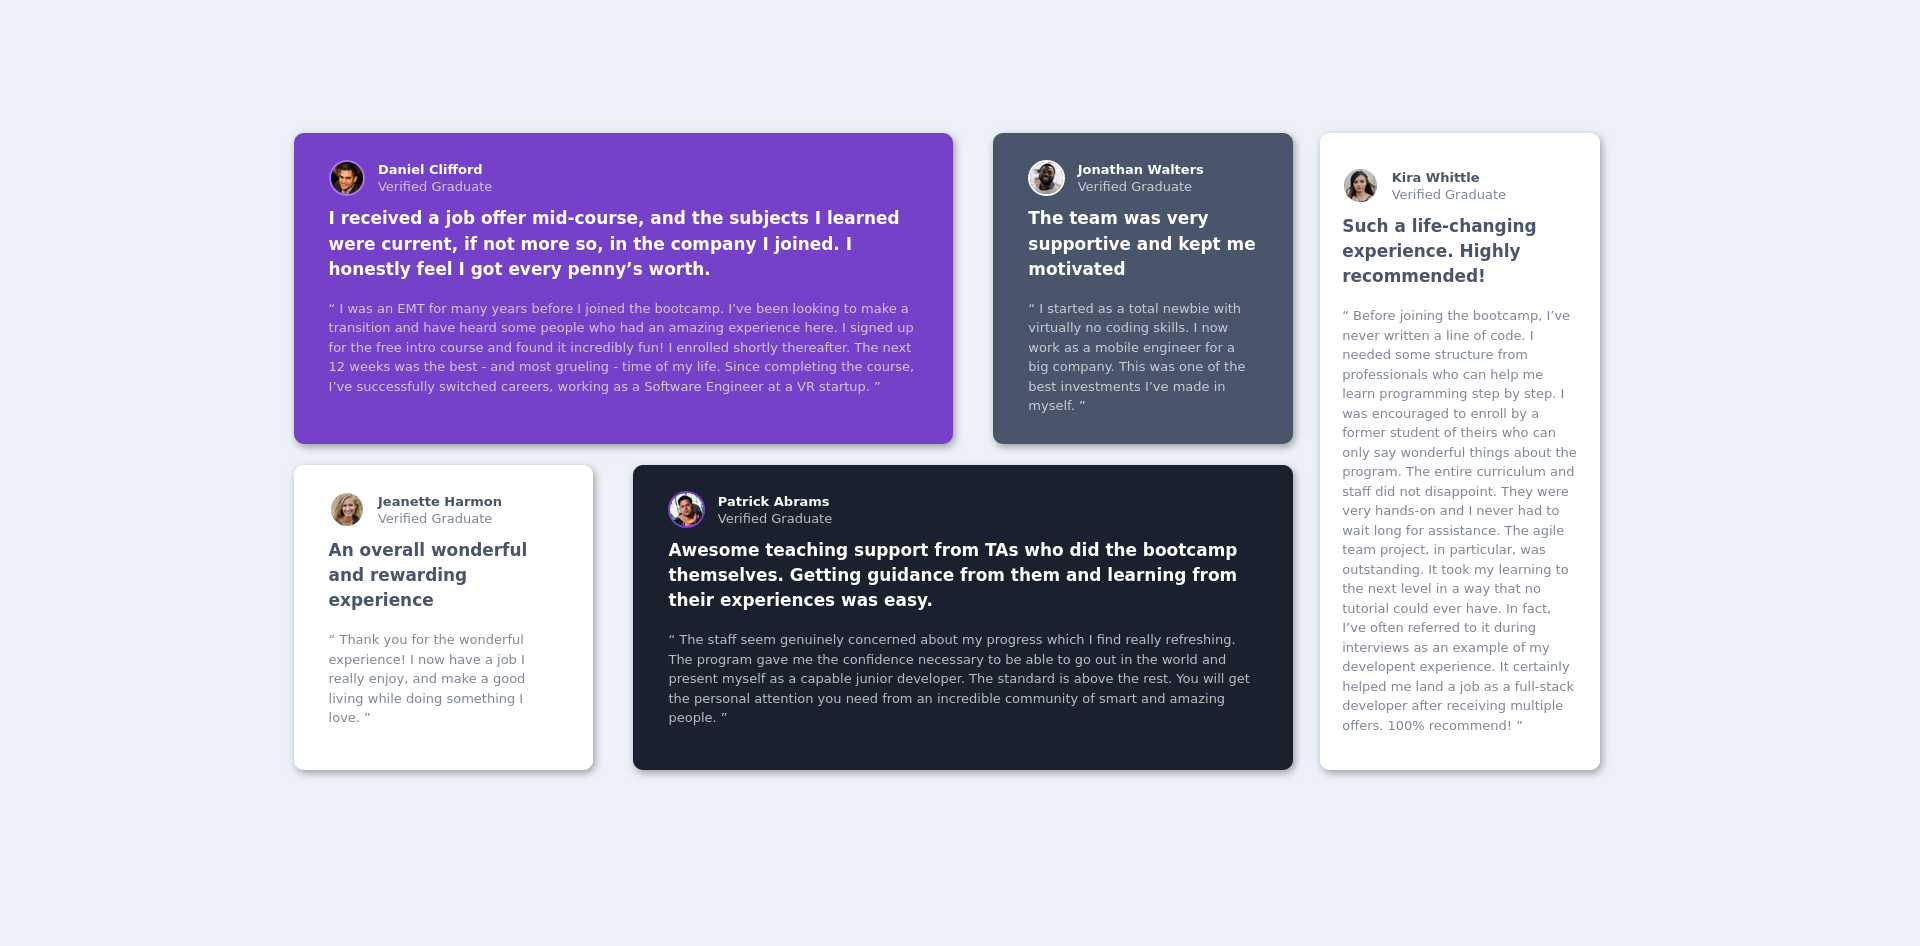 Daniel Clifford
Verified Graduate
I received a job offer mid-course, and the subjects I learned
were current, if not more so, in the company I joined. I
honestly feel I got every penny’s worth.
“ I was an EMT for many years before I joined the bootcamp. I’ve been looking to make a
transition and have heard some people who had an amazing experience here. I signed up
for the free intro course and found it incredibly fun! I enrolled shortly thereafter. The next
12 weeks was the best - and most grueling - time of my life. Since completing the course,
I’ve successfully switched careers, working as a Software Engineer at a VR startup. ”
Jonathan Walters
Verified Graduate
The team was very
supportive and kept me
motivated
“ I started as a total newbie with
virtually no coding skills. I now
work as a mobile engineer for a
big company. This was one of the
best investments I’ve made in
myself. ”
Kira Whittle
Verified Graduate
Such a life-changing
experience. Highly
recommended!
“ Before joining the bootcamp, I’ve
never written a line of code. I
needed some structure from
professionals who can help me
learn programming step by step. I
was encouraged to enroll by a
former student of theirs who can
only say wonderful things about the
program. The entire curriculum and
staff did not disappoint. They were
very hands-on and I never had to
wait long for assistance. The agile
team project, in particular, was
outstanding. It took my learning to
the next level in a way that no
tutorial could ever have. In fact,
I’ve often referred to it during
interviews as an example of my
developent experience. It certainly
helped me land a job as a full-stack
developer after receiving multiple
offers. 100% recommend! ”
Jeanette Harmon
Verified Graduate
An overall wonderful
and rewarding
experience
“ Thank you for the wonderful
experience! I now have a job I
really enjoy, and make a good
living while doing something I
love. ”
Patrick Abrams
Verified Graduate
Awesome teaching support from TAs who did the bootcamp
themselves. Getting guidance from them and learning from
their experiences was easy.
“ The staff seem genuinely concerned about my progress which I find really refreshing.
The program gave me the confidence necessary to be able to go out in the world and
present myself as a capable junior developer. The standard is above the rest. You will get
the personal attention you need from an incredible community of smart and amazing
people. ”